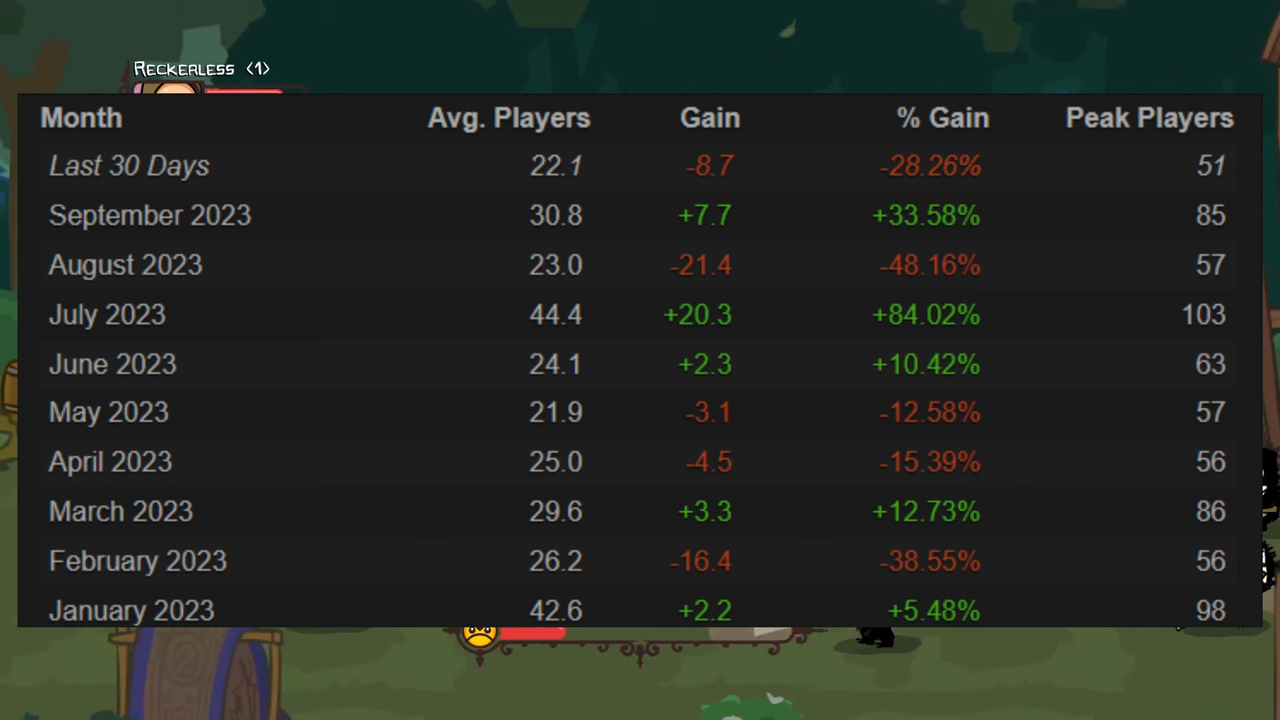 Reckerless (1)
Month Avg. Players Gain % Gain Peak Players
Last 30 Days 22.1 -8.7 -28.26% 51
September 2023 30.8 +7.7 +33.58% 85
August 2023 23.0 -21.4 -48.16% 57
July 2023 44.4 +20.3 +84.02% 103
June 2023 24.1 +2.3 +10.42% 63
May 2023 21.9 -3.1 -12.58% 57
April 2023 25.0 -4.5 -15.39% 56
March 2023 29.6 +3.3 +12.73% 86
February 2023 26.2 -16.4 -38.55% 56
January 2023 42.6 +2.2 +5.48% 98